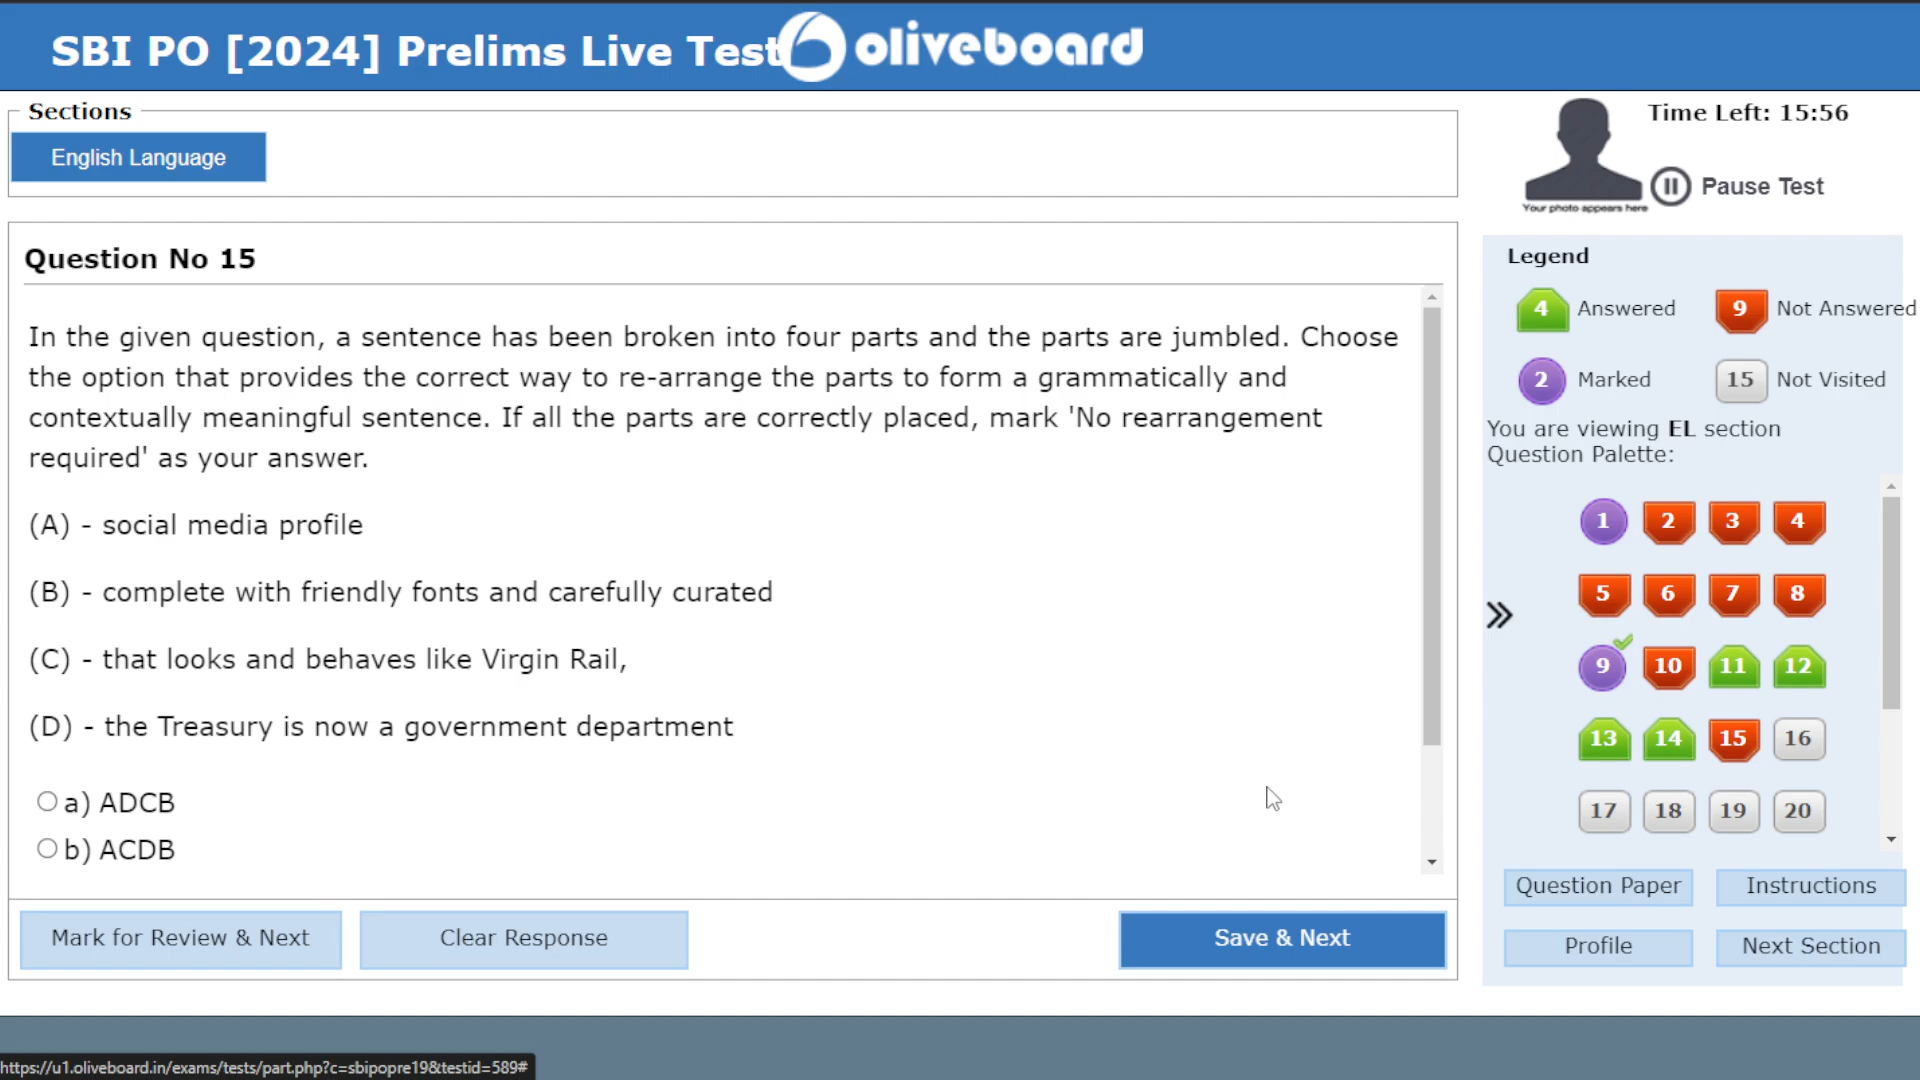 SBI PO [2024] Prelims Live Test
oliveboard
Sections
English Language
Time Left: 15:56
Your photo appears here
Pause Test
Question No 15
In the given question, a sentence has been broken into four parts and the parts are jumbled. Choose
the option that provides the correct way to re-arrange the parts to form a grammatically and
contextually meaningful sentence. If all the parts are correctly placed, mark 'No rearrangement
required' as your answer.
(A) - social media profile
(B) - complete with friendly fonts and carefully curated
(C) - that looks and behaves like Virgin Rail,
(D) - the Treasury is now a government department
a) ADCB
b) ACDB
Mark for Review & Next
Clear Response
Save & Next
Legend
4 Answered
9 Not Answered
2 Marked
15 Not Visited
You are viewing EL section
Question Palette:
1 2 3 4
5 6 7 8
9 10 11 12
13 14 15 16
17 18 19 20
Question Paper
Instructions
Profile
Next Section
https://u1.oliveboard.in/exams/tests/part.php?c=sbipopre19&testid=589#